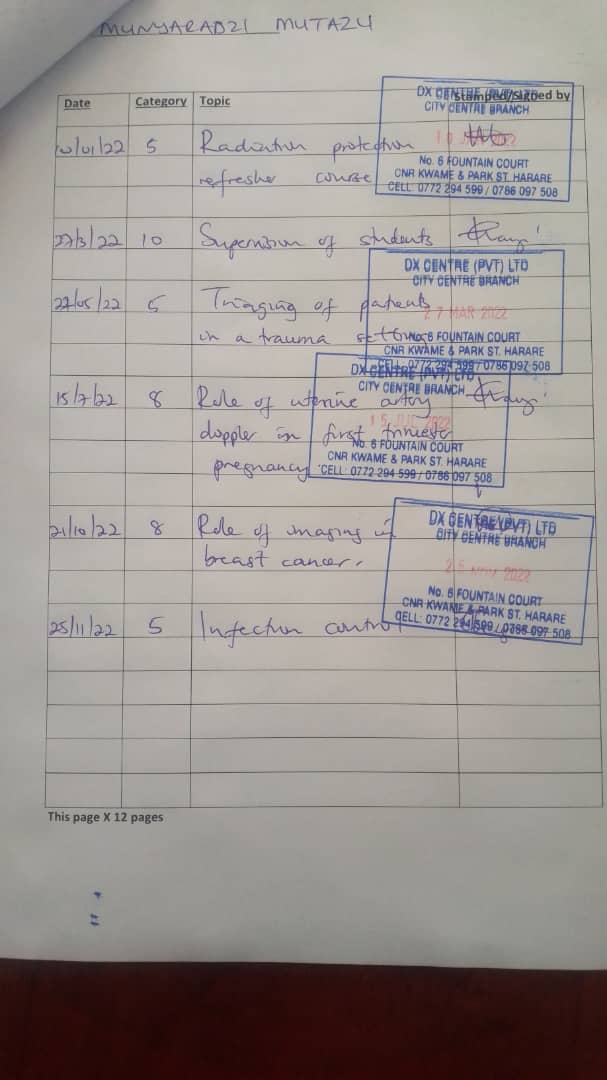 MUNYARADZI MUTAZU
Date Category Topic Stamped/Signed by
DX CENTRE (PVT) LTD
CITY CENTRE BRANCH
10/01/22 5 Radiation protection
refresher course
No. 6 FOUNTAIN COURT
CNR KWAME & PARK ST. HARARE
CELL: 0772 294 599 / 0786 097 508
27/3/22 10 Supervision of students
DX CENTRE (PVT) LTD
CITY CENTRE BRANCH
27/05/22 5 Triaging of patients
27 MAR 2022
in a trauma setting
No. 6 FOUNTAIN COURT
CNR KWAME & PARK ST. HARARE
CELL: 0772 294 599 / 0786 097 508
DX CENTRE (PVT) LTD
CITY CENTRE BRANCH
15/7/22 8 Role of uterine artery
15 JUL 2022
doppler in first trimester
No. 6 FOUNTAIN COURT
CNR KWAME & PARK ST. HARARE
pregnancy
CELL: 0772 294 599 / 0786 097 508
DX CENTRE (PVT) LTD
CITY CENTRE BRANCH
21/10/22 8 Role of imaging in
breast cancer.
25 NOV 2022
No. 6 FOUNTAIN COURT
CNR KWAME & PARK ST. HARARE
CELL: 0772 294 599 / 0786 097 508
25/11/22 5 Infection control
This page X 12 pages